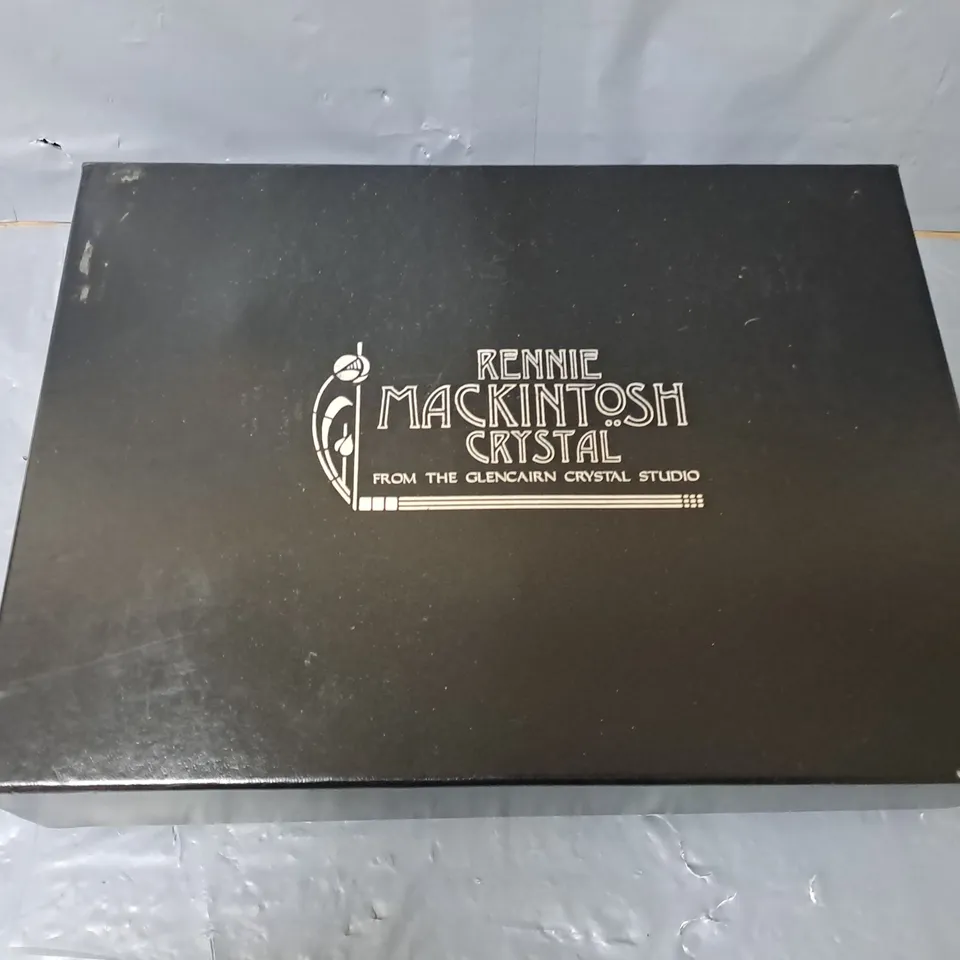 RENNIE
MACKINTOSH
CRYSTAL
FROM THE GLENCAIRN CRYSTAL STUDIO